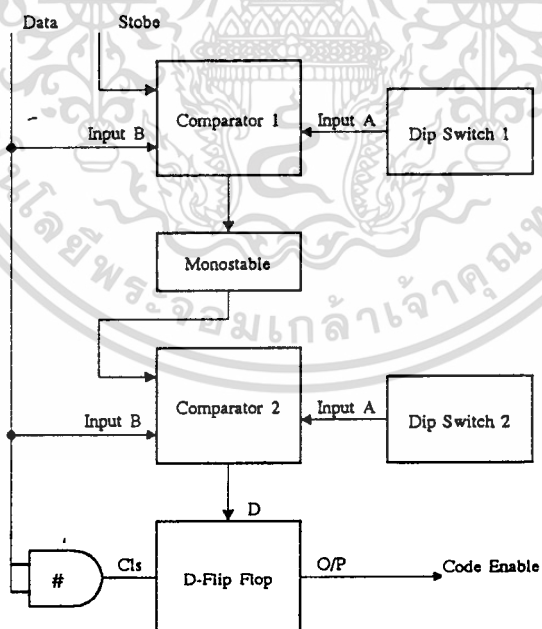 Data
Stobe
Comparator 1
Input B
Input A
Dip Switch 1
Monostable
Comparator 2
Input B
Input A
Dip Switch 2
D
#
Cls
D-Flip Flop
O/P
Code Enable